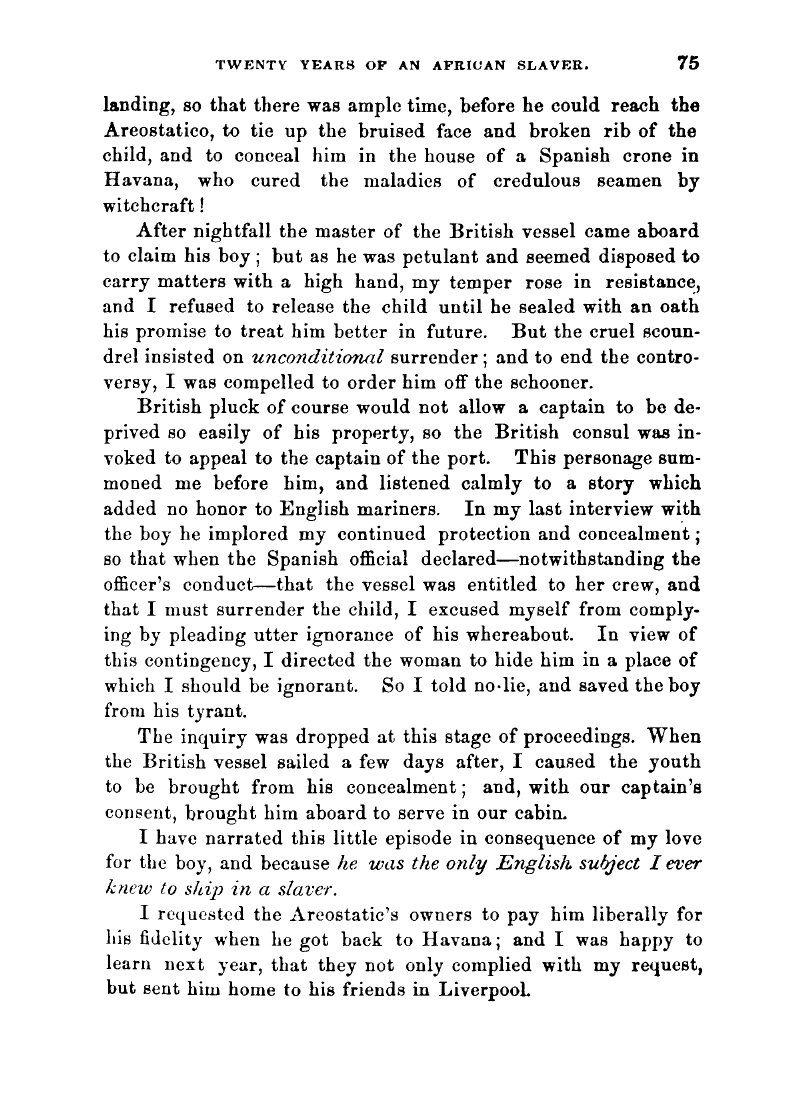 TWENTY YEARS OF AN AFRICAN SLAVER. 75
landing, so that there was ample time, before he could reach the
Areostatico, to tie up the bruised face and broken rib of the
child, and to conceal him in the house of a Spanish crone in
Havana, who cured the maladies of credulous seamen by
witchcraft !
After nightfall the master of the British vessel came aboard
to claim his boy ; but as he was petulant and seemed disposed to
carry matters with a high hand, my temper rose in resistance,
and I refused to release the child until he sealed with an oath
his promise to treat him better in future. But the cruel scoun-
drel insisted on unconditional surrender ; and to end the contro-
versy, I was compelled to order him off the schooner.
British pluck of course would not allow a captain to be de-
prived so easily of his property, so the British consul was in-
voked to appeal to the captain of the port. This personage sum-
moned me before him, and listened calmly to a story which
added no honor to English mariners. In my last interview with
the boy he implored my continued protection and concealment ;
so that when the Spanish official declared—notwithstanding the
officer's conduct—that the vessel was entitled to her crew, and
that I must surrender the child, I excused myself from comply-
ing by pleading utter ignorance of his whereabout. In view of
this contingency, I directed the woman to hide him in a place of
which I should be ignorant. So I told no·lie, and saved the boy
from his tyrant.
The inquiry was dropped at this stage of proceedings. When
the British vessel sailed a few days after, I caused the youth
to be brought from his concealment ; and, with our captain's
consent, brought him aboard to serve in our cabin.
I have narrated this little episode in consequence of my love
for the boy, and because he was the only English subject I ever
knew to ship in a slaver.
I requested the Areostatic's owners to pay him liberally for
his fidelity when he got back to Havana ; and I was happy to
learn next year, that they not only complied with my request,
but sent him home to his friends in Liverpool.